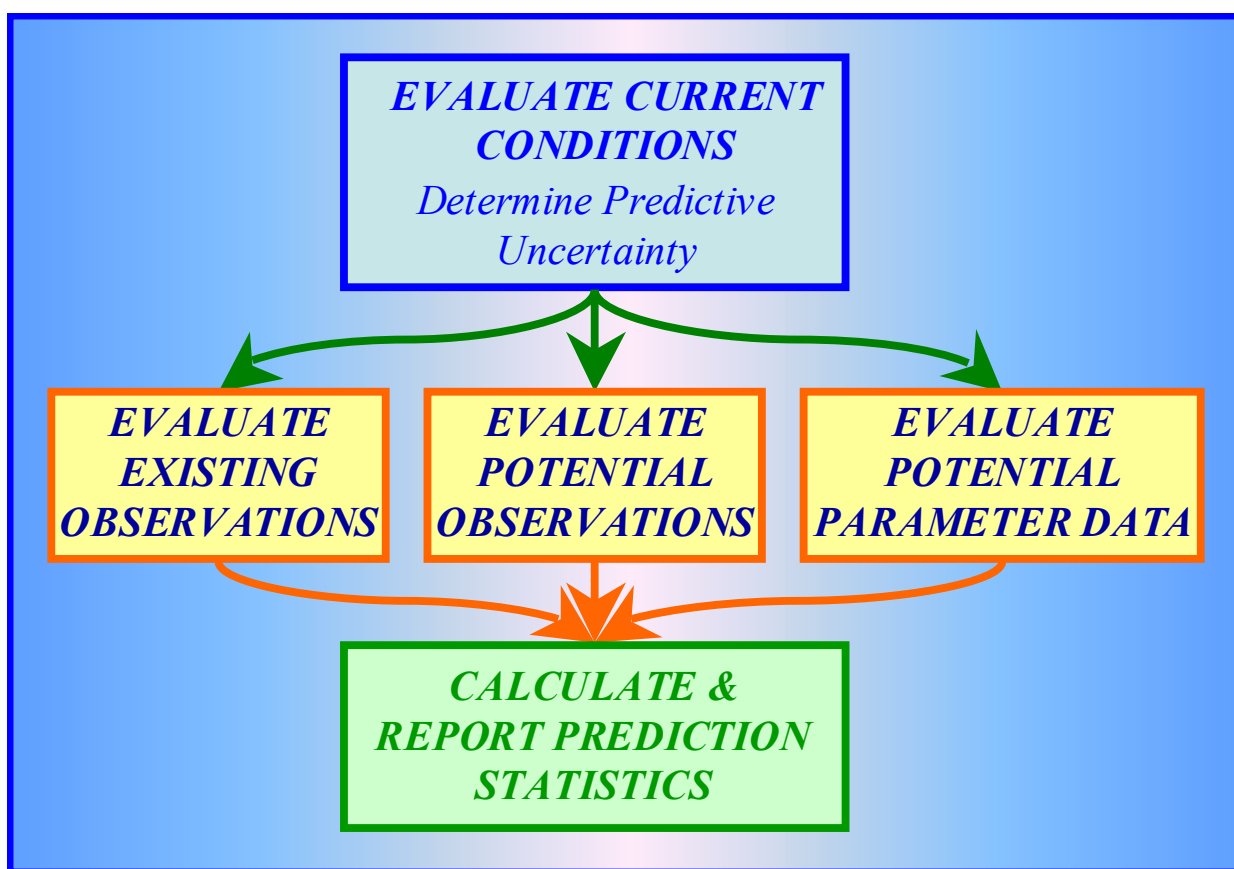 EVALUATE CURRENT
CONDITIONS
Determine Predictive
Uncertainty
EVALUATE
EXISTING
OBSERVATIONS
EVALUATE
POTENTIAL
OBSERVATIONS
EVALUATE
POTENTIAL
PARAMETER DATA
CALCULATE &
REPORT PREDICTION
STATISTICS